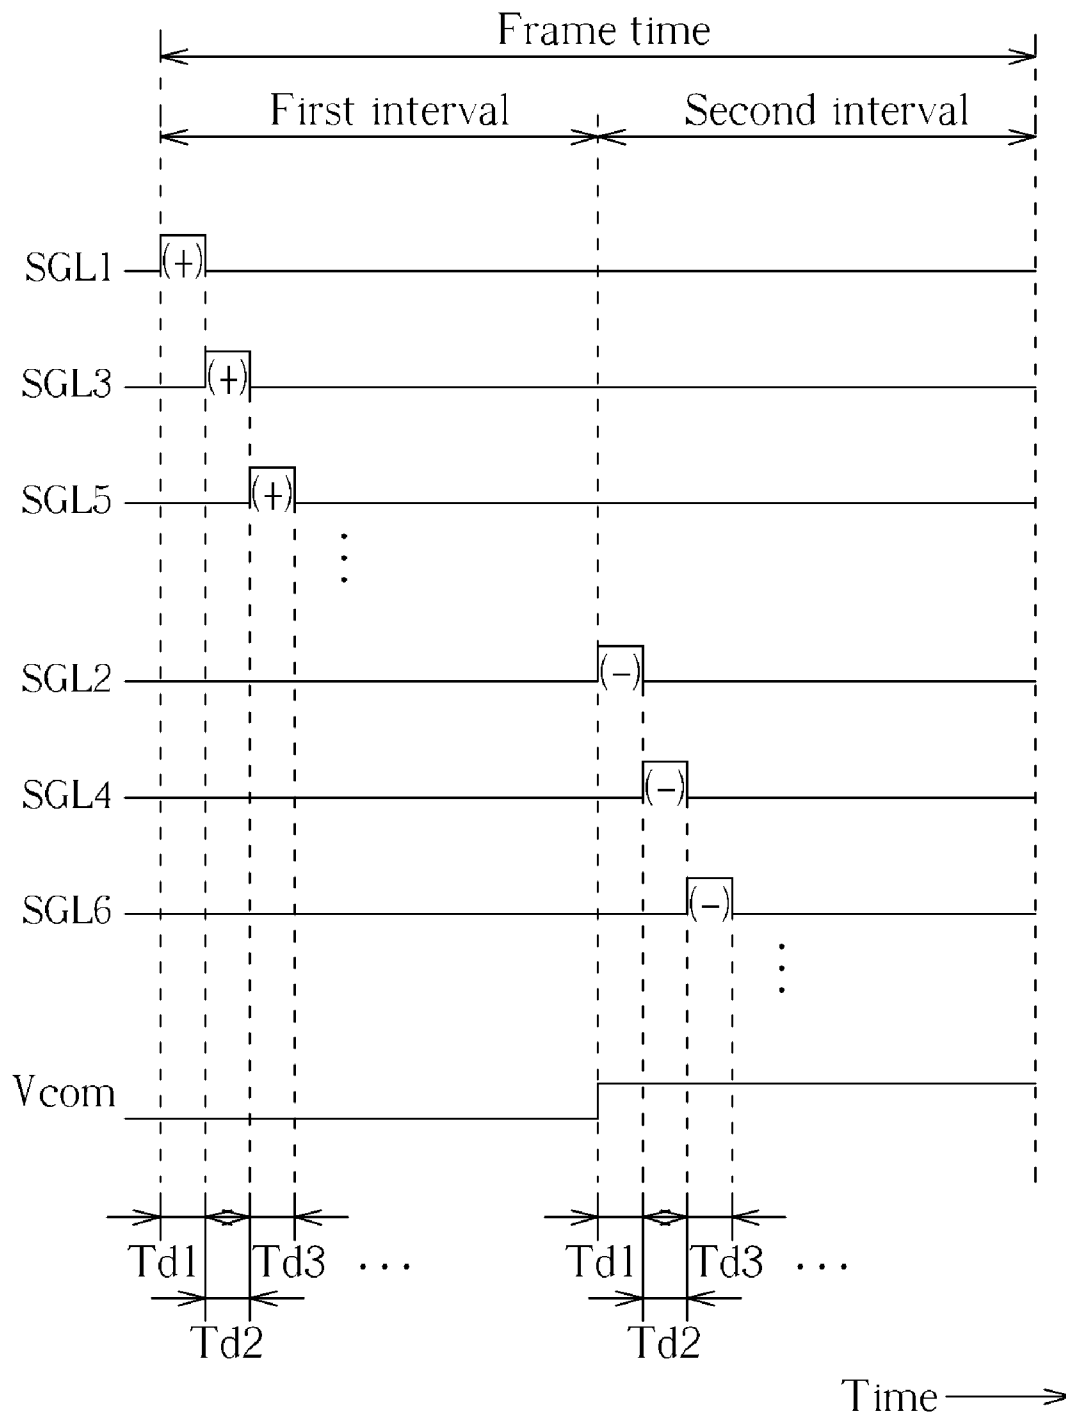 Frame time
First interval Second interval
SGL1 (+)
SGL3 (+)
SGL5 (+)
SGL2 (−)
SGL4 (−)
SGL6 (−)
Vcom
Td1 Td3 ... Td1 Td3 ...
Td2 Td2
Time